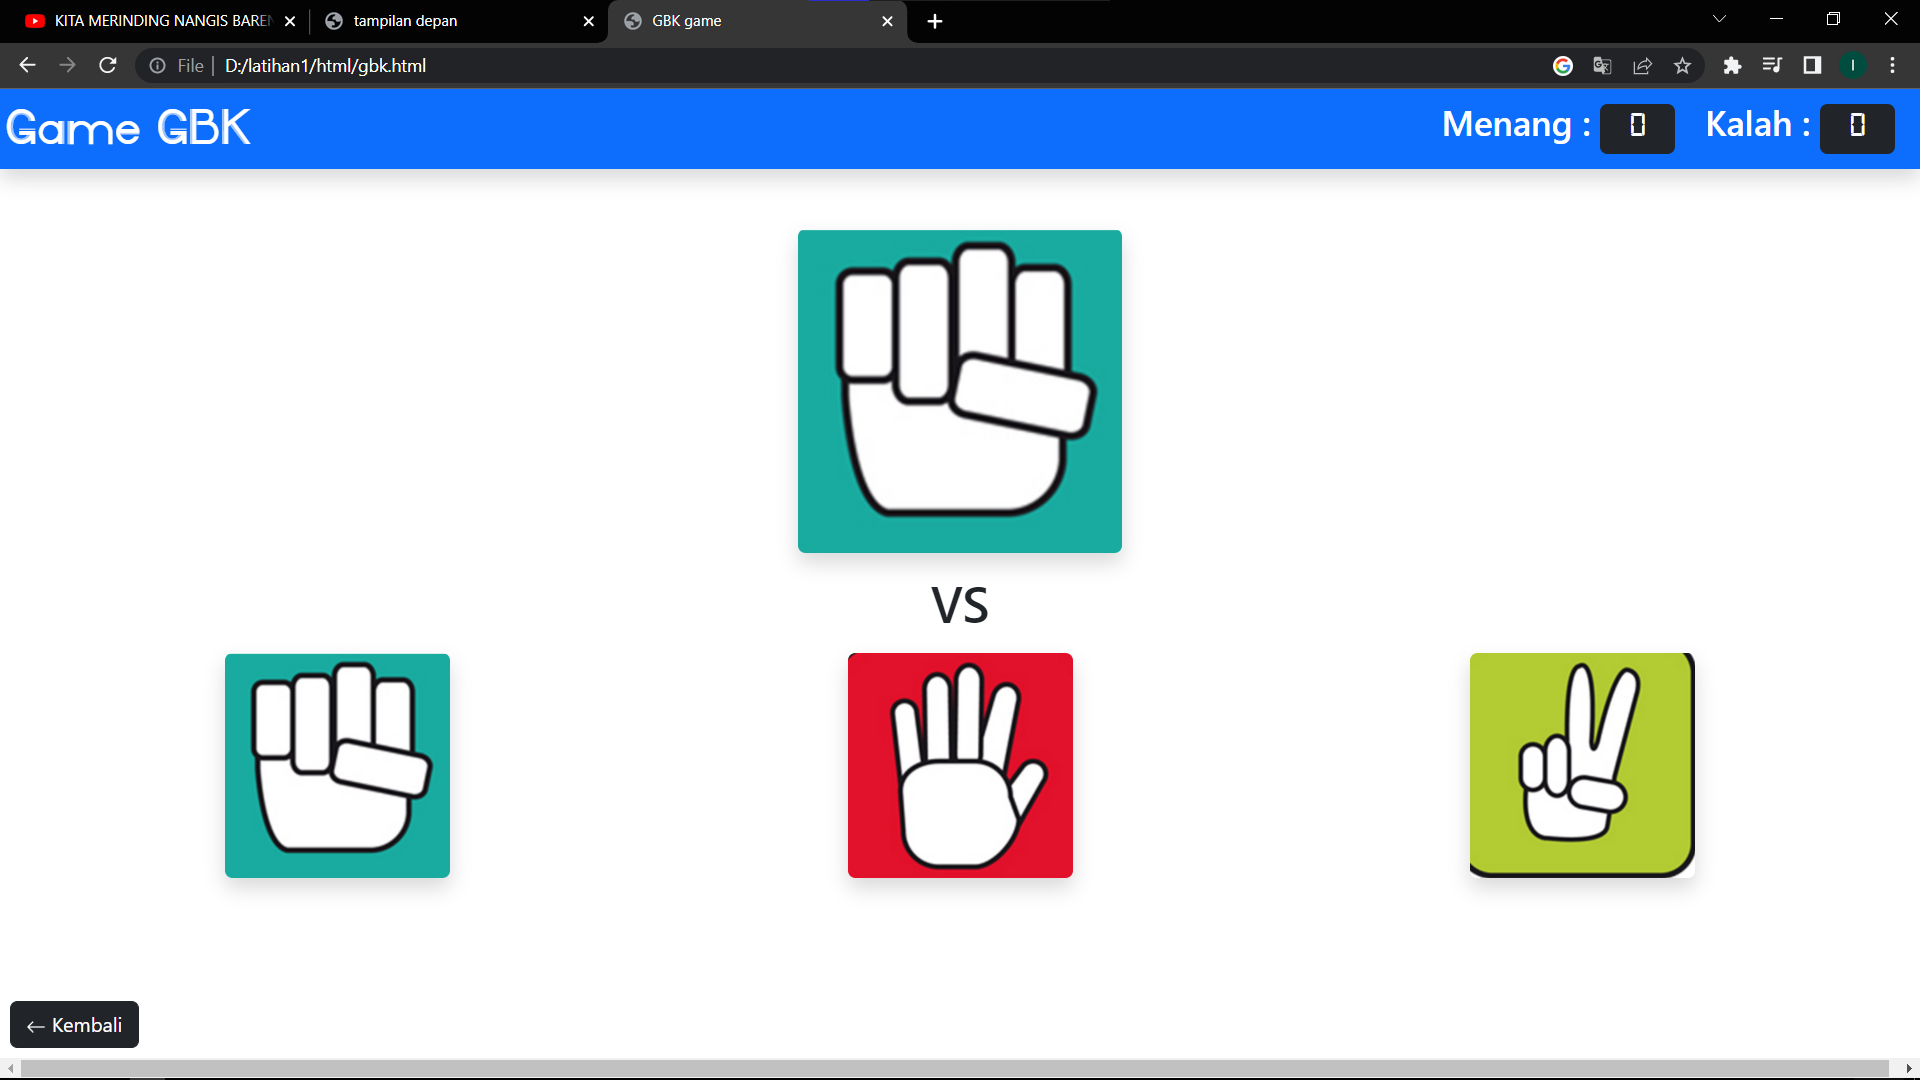 KITA MERINDING NANGIS BAREN
tampilan depan
GBK game
File
D:/latihan1/html/gbk.html
I
Game GBK
Menang : 0
Kalah : 0
VS
← Kembali